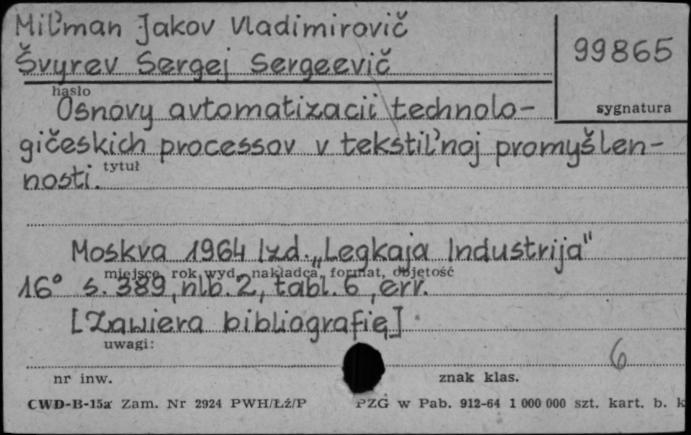 Mil'man Jakov Vladimirovič
Švyrev Sergej Sergeevič
99865
hasło
sygnatura
Osnovy avtomatizacii technolo-
gičeskich processov v tekstil'noj promyšlen-
nosti.
tytuł
Moskva 1964 Izd. „Legkaja Industrija"
miejsce, rok wyd., nakładca, format, objętość
16° s. 389, nlb. 2, tabl. 6, err.
[Zawiera bibliografię]
uwagi:
6
nr inw.
znak klas.
CWD-B-15a Zam. Nr 2924 PWH/Łż/P PZG w Pab. 912-64 1 000 000 szt. kart. b. k